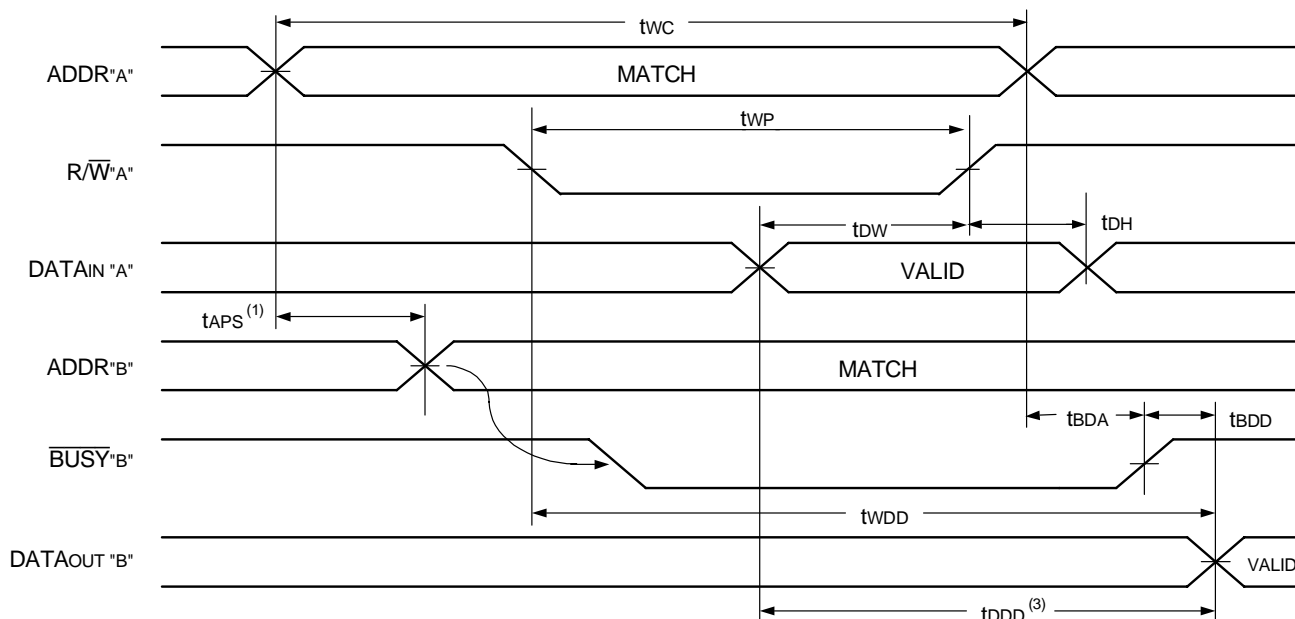 tWC
ADDR"A" MATCH
tWP
R/W"A"
tDW tDH
DATAIN "A" VALID
tAPS (1)
ADDR"B" MATCH
tBDA tBDD
BUSY"B"
tWDD
DATAOUT "B" VALID
tDDD (3)